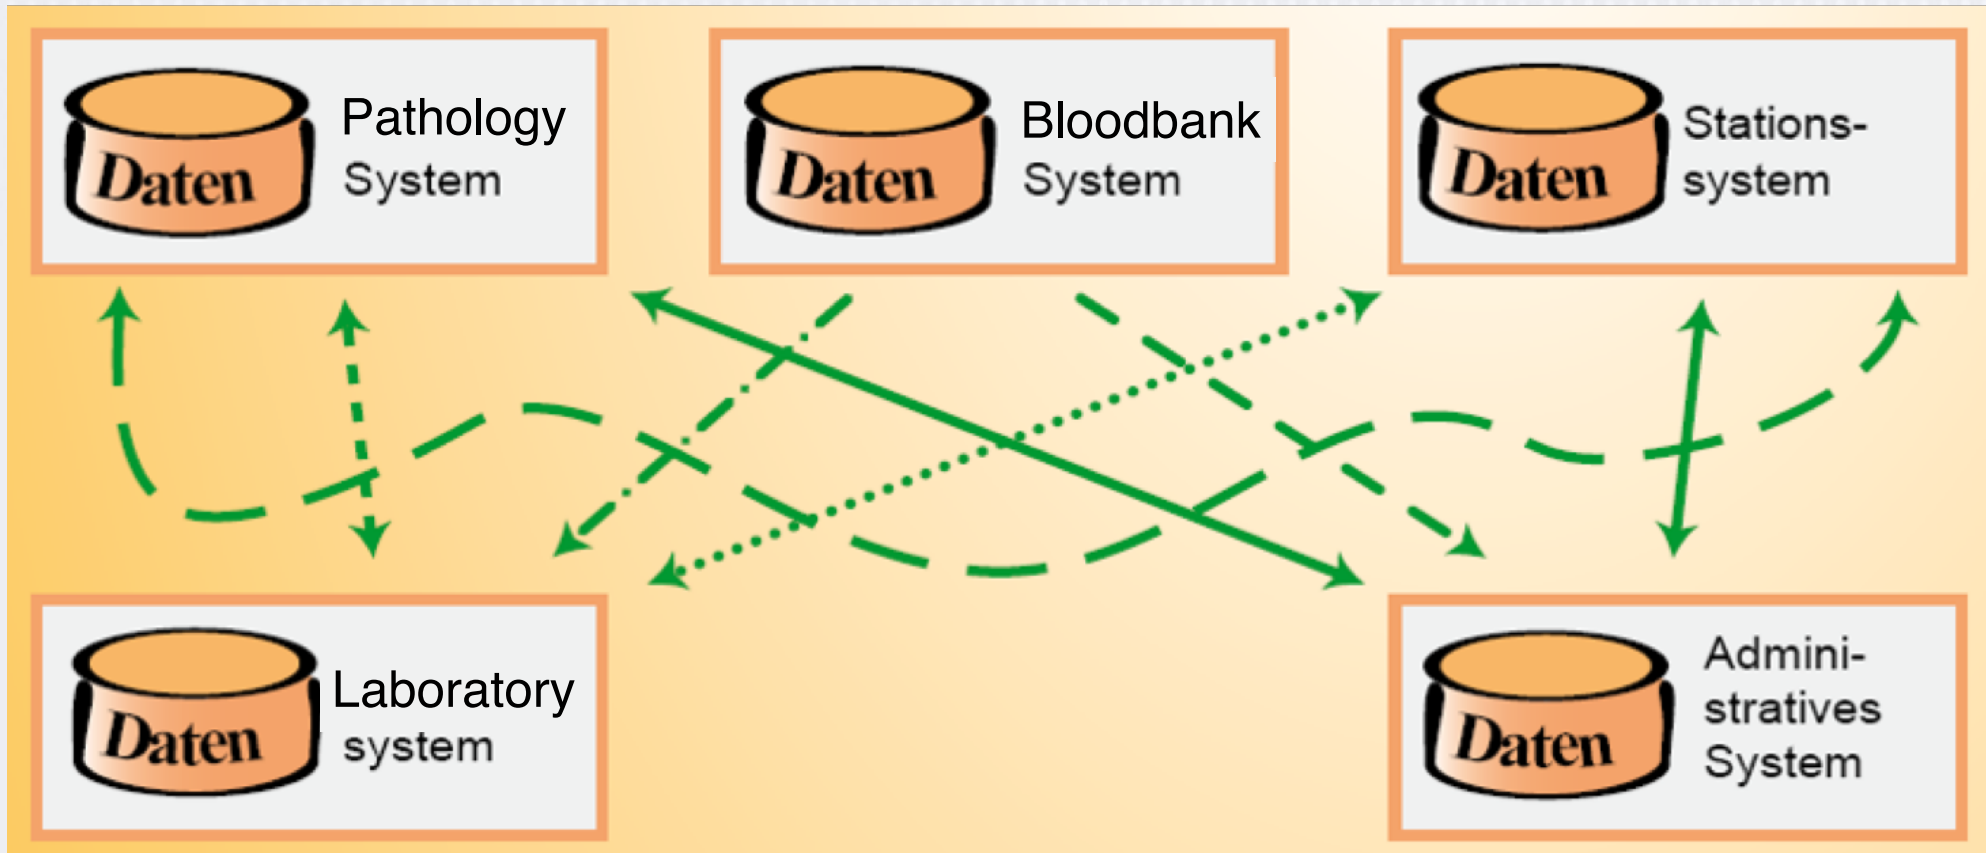 Daten
Pathology
System
Daten
Bloodbank
System
Daten
Stations-
system
Daten
Laboratory
system
Daten
Admini-
stratives
System